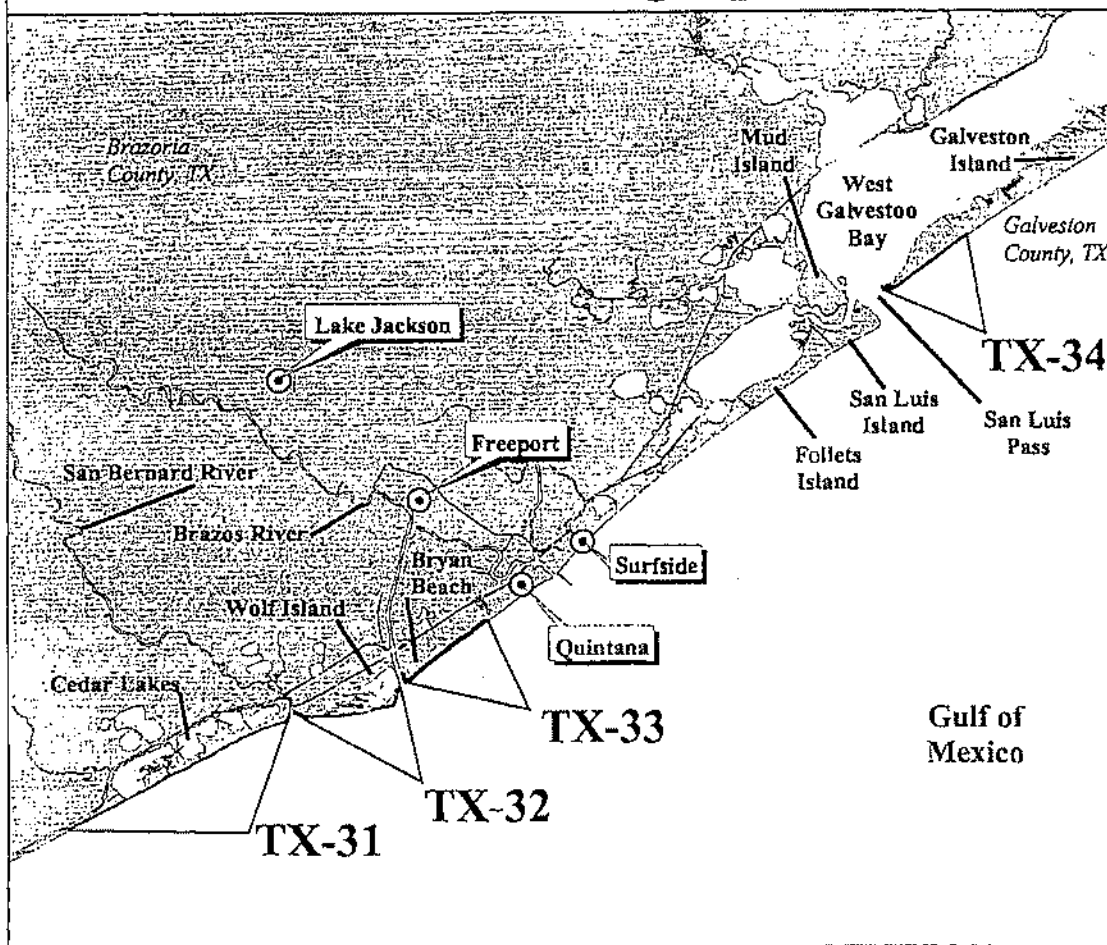 Brazoria
County, TX
Mud
Island
Galveston
Island
West
Galvestoo
Bay
Galveston
County, TX
Lake Jackson
TX-34
San Luis
Island
San Luis
Pass
Follets
Island
Freeport
San Bernard River
Brazos River
Bryan
Beach
Surfside
Wolf Island
Quintana
Cedar Lakes
TX-33
Gulf of
Mexico
TX-32
TX-31